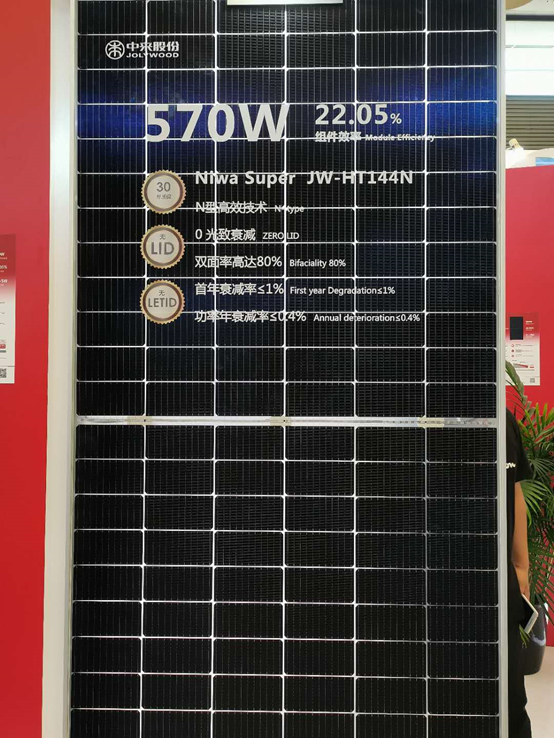 中来股份
JOLYWOOD
570W
22.05%
组件效率 Module Efficiency
Niwa Super JW-HT144N
30
N型高效技术 N-type
无
LID
0 光致衰减 ZERO LID
双面率高达80% Bifaciality 80%
无
LETID
首年衰减率≤1% First year Degradation≤1%
功率年衰减率≤0.4% Annual deterioration≤0.4%